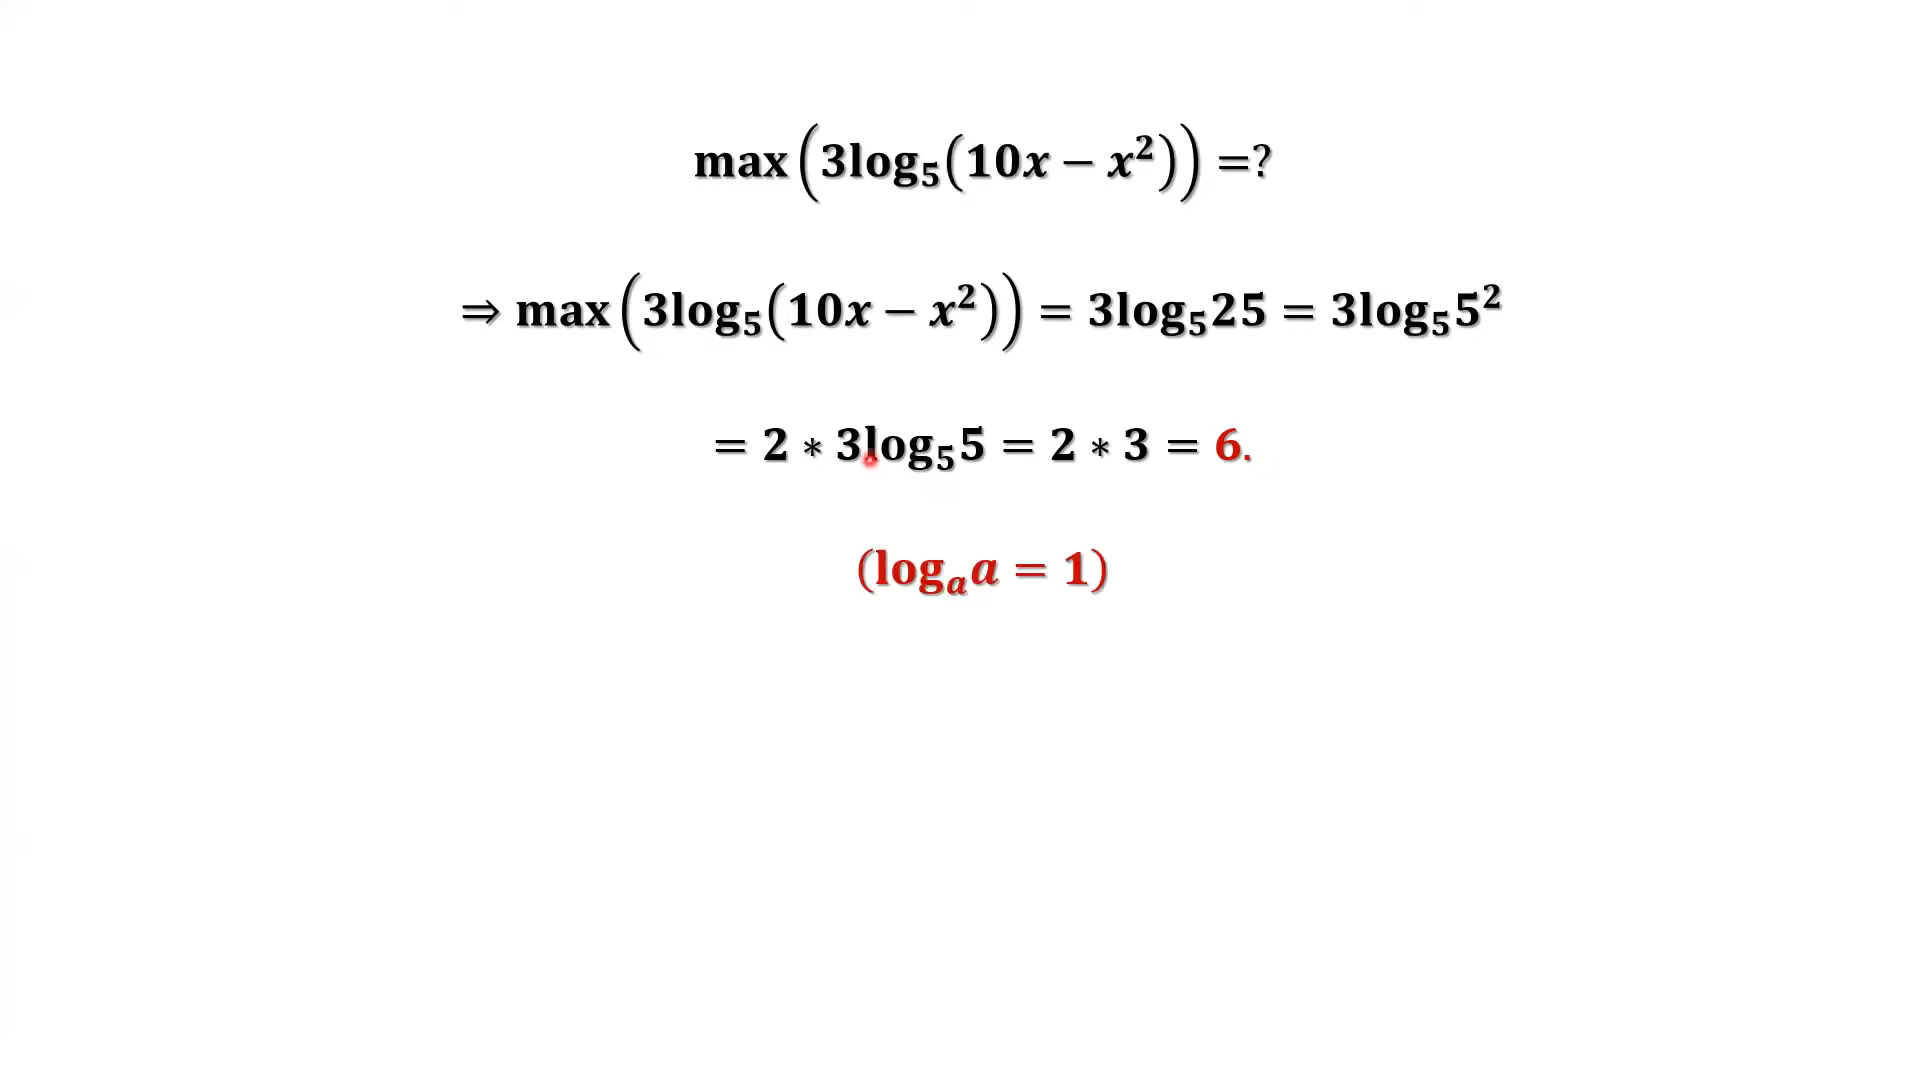 max(3log₅(10x − x²)) =?
⇒ max(3log₅(10x − x²)) = 3log₅25 = 3log₅5²
= 2 ∗ 3log₅5 = 2 ∗ 3 = 6.
(logₐa = 1)